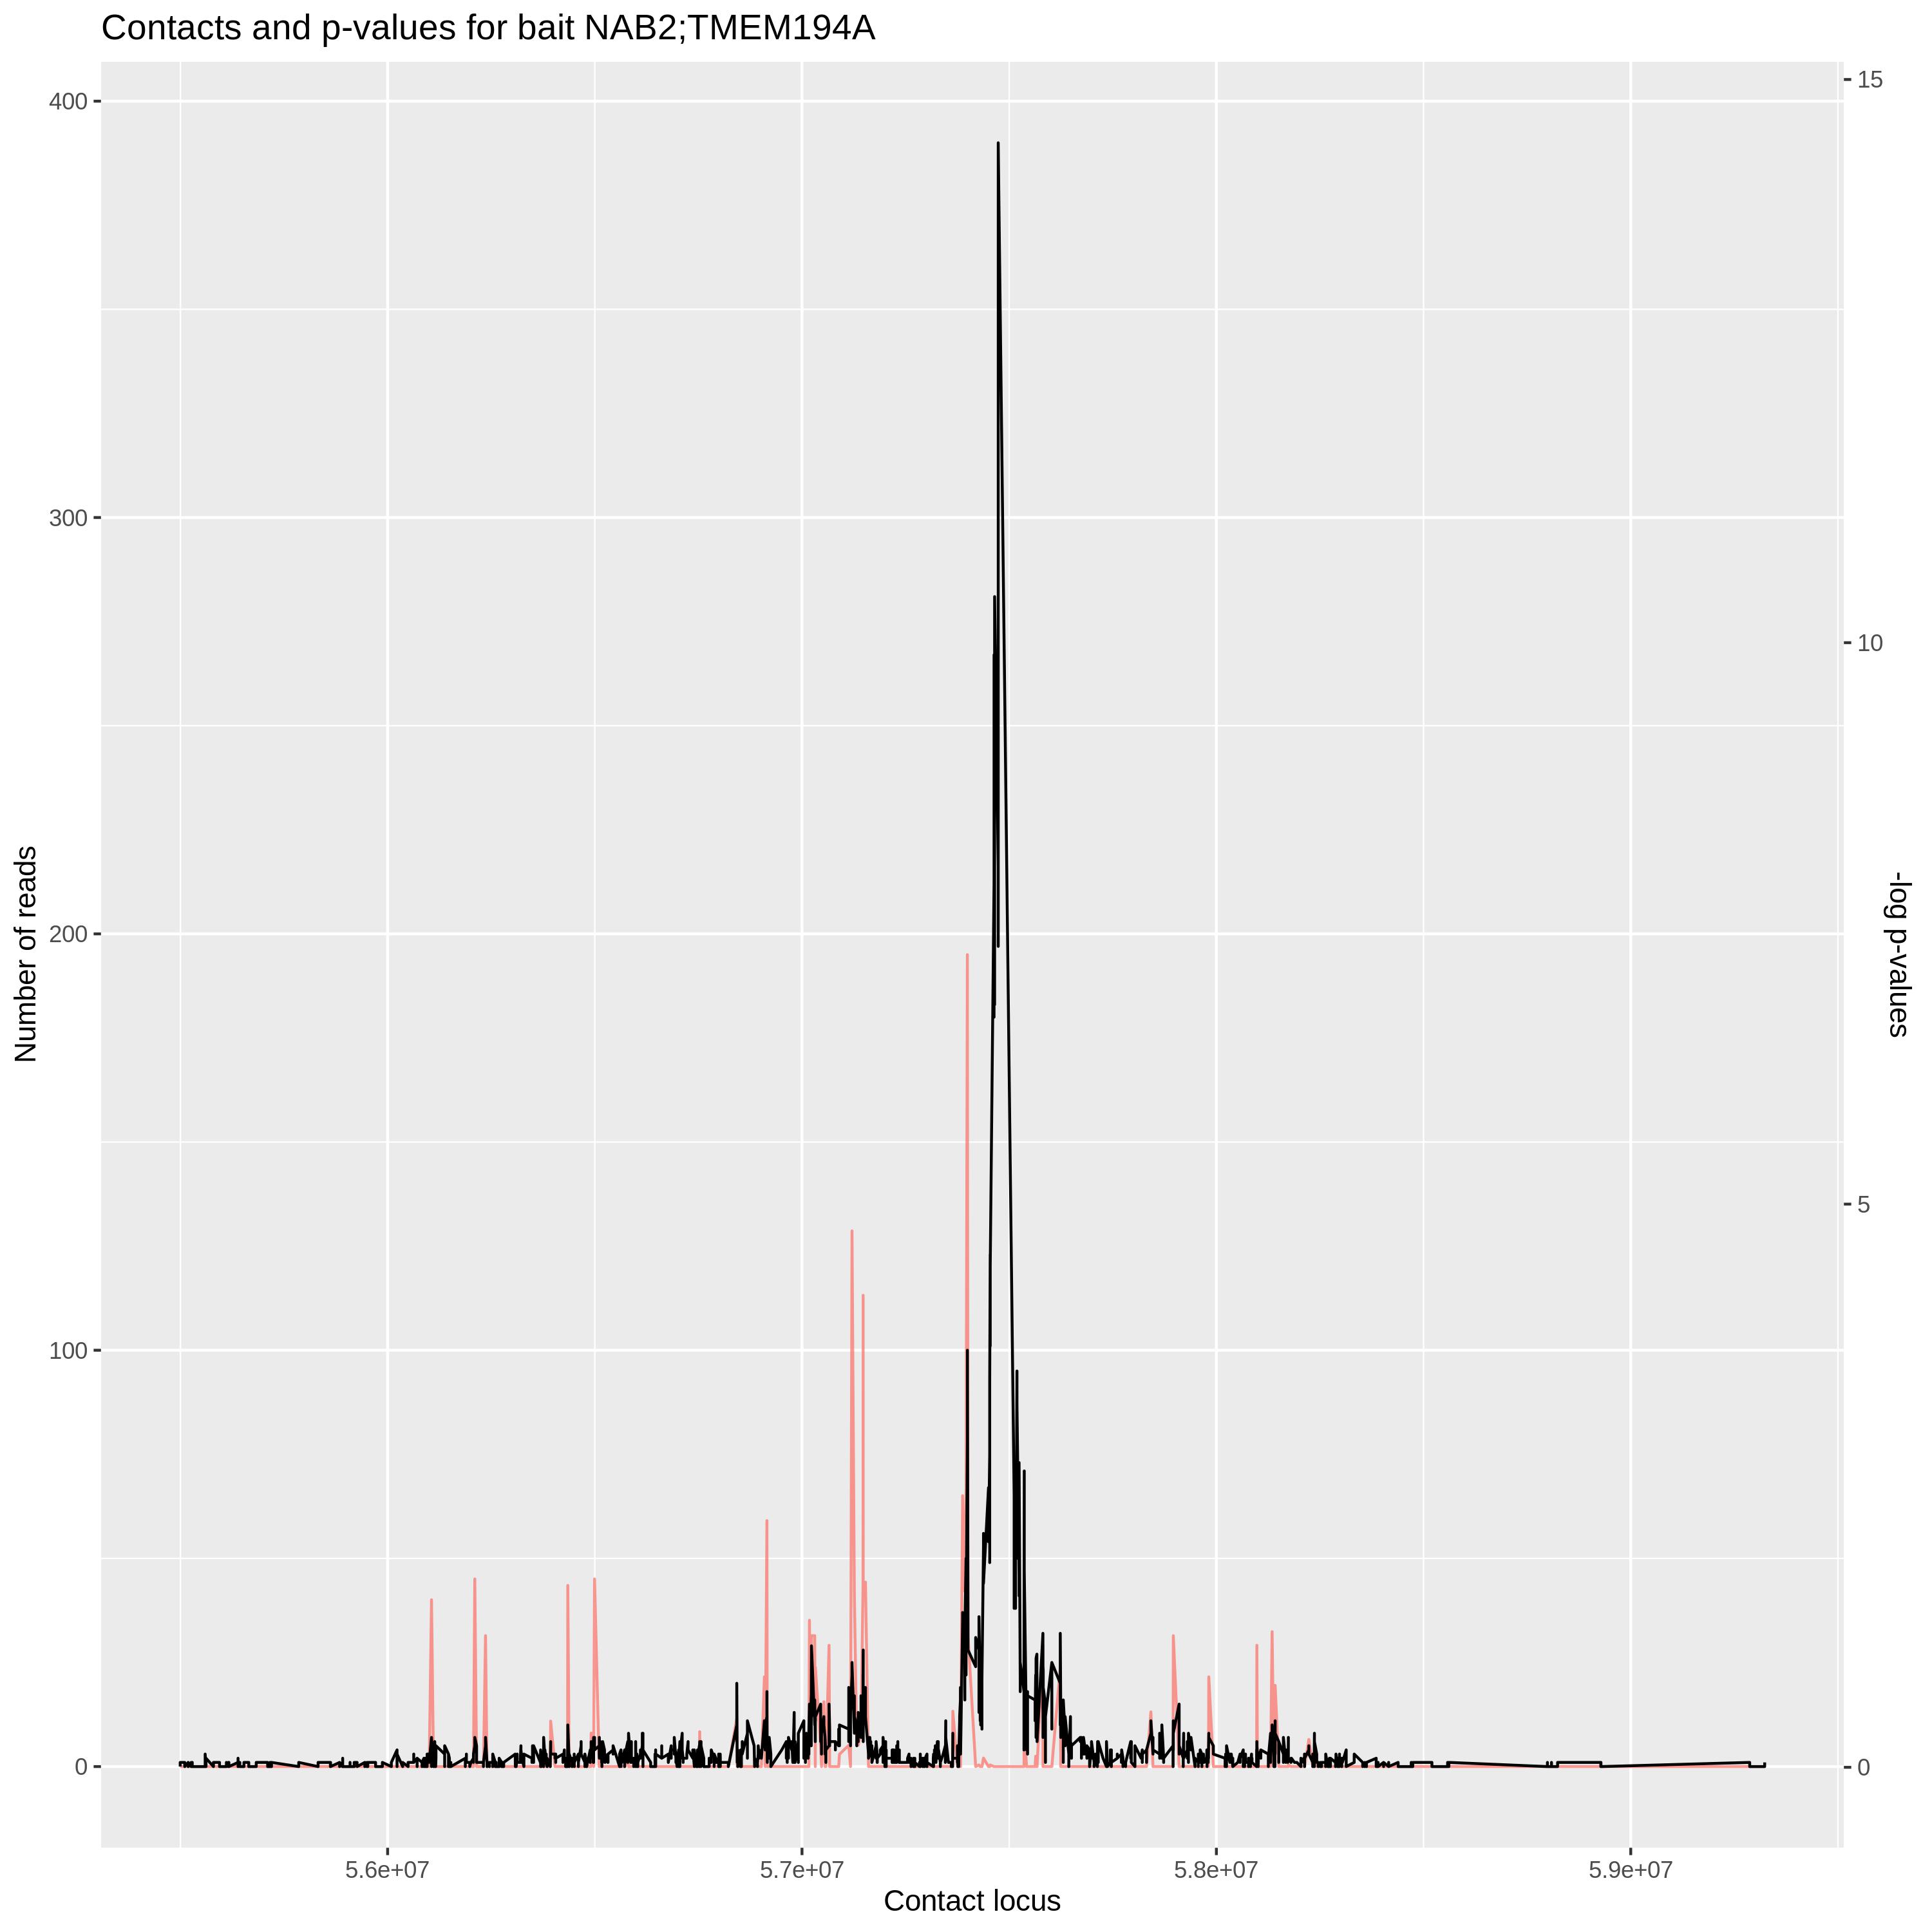 Contacts and p-values for bait NAB2;TMEM194A
400
300
200
100
0
Number of reads
15
10
5
0
-log p-values
5.6e+07
5.7e+07
5.8e+07
5.9e+07
Contact locus